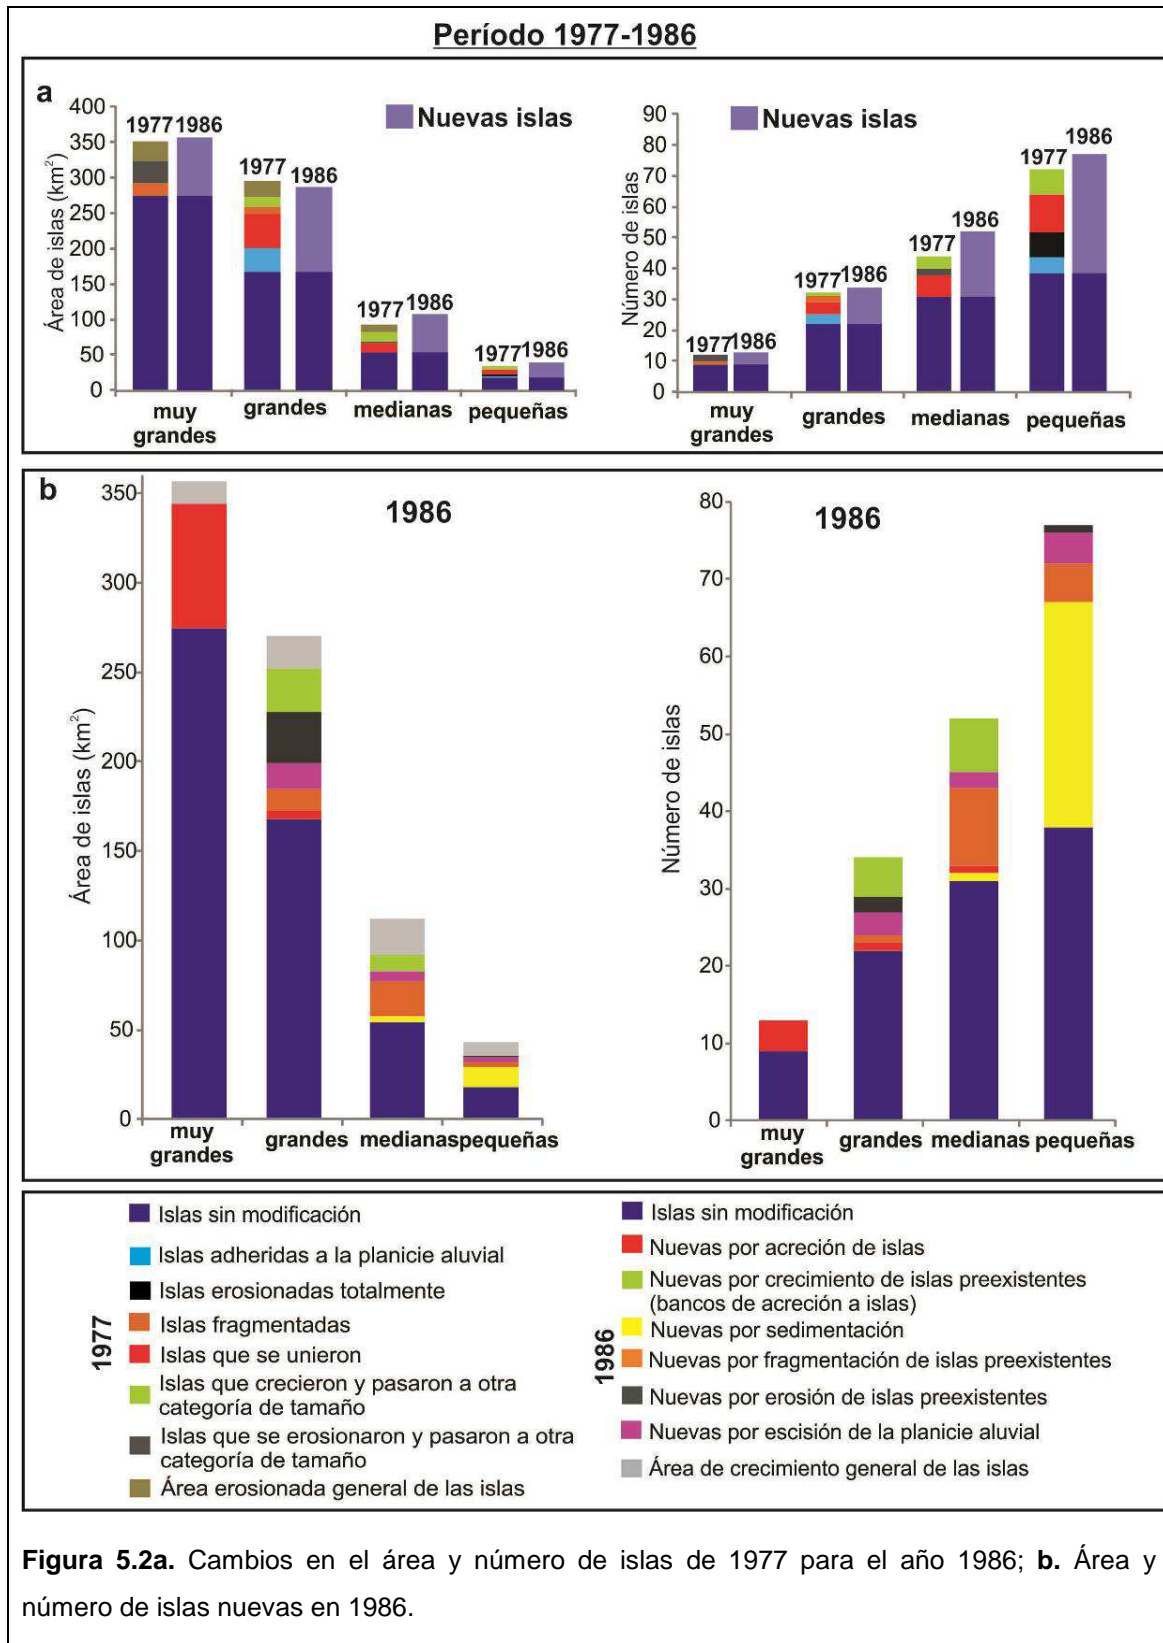 Período 1977-1986
a
Área de islas (km²)
400
350
300
250
200
150
100
50
0
Nuevas islas
1977 1986
1977
1986
1977
1986
1977 1986
muy
grandes
grandes
medianas
pequeñas
Número de islas
90
80
70
60
50
40
30
20
10
0
Nuevas islas
1977 1986
1977
1986
1977
1986
1977
1986
muy
grandes
grandes
medianas
pequeñas
b
1986
Área de islas (km²)
350
300
250
200
150
100
50
0
muy
grandes
grandes
medianas
pequeñas
1986
Número de islas
80
70
60
50
40
30
20
10
0
muy
grandes
grandes
medianas
pequeñas
1977
Islas sin modificación
Islas adheridas a la planicie aluvial
Islas erosionadas totalmente
Islas fragmentadas
Islas que se unieron
Islas que crecieron y pasaron a otra
categoría de tamaño
Islas que se erosionaron y pasaron a otra
categoría de tamaño
Área erosionada general de las islas
1986
Islas sin modificación
Nuevas por acreción de islas
Nuevas por crecimiento de islas preexistentes
(bancos de acreción a islas)
Nuevas por sedimentación
Nuevas por fragmentación de islas preexistentes
Nuevas por erosión de islas preexistentes
Nuevas por escisión de la planicie aluvial
Área de crecimiento general de las islas
Figura 5.2a. Cambios en el área y número de islas de 1977 para el año 1986; b. Área y
número de islas nuevas en 1986.